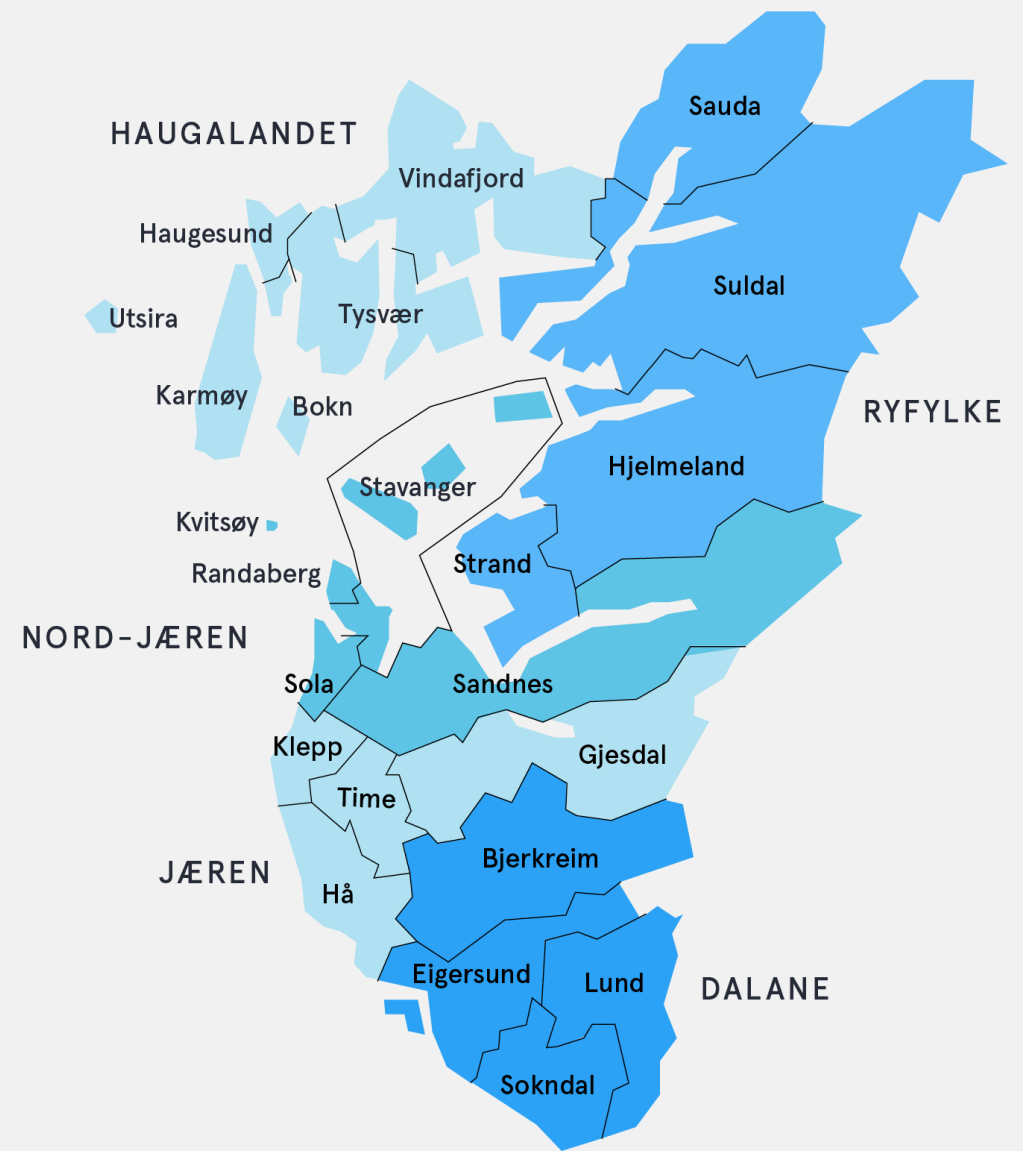 Sauda
HAUGALANDET
Vindafjord
Haugesund
Suldal
Utsira
Tysvær
Karmøy
Bokn
RYFYLKE
Hjelmeland
Stavanger
Kvitsøy
Strand
Randaberg
NORD-JÆREN
Sola
Sandnes
Klepp
Gjesdal
Time
Bjerkreim
JÆREN
Hå
Eigersund
Lund
DALANE
Sokndal